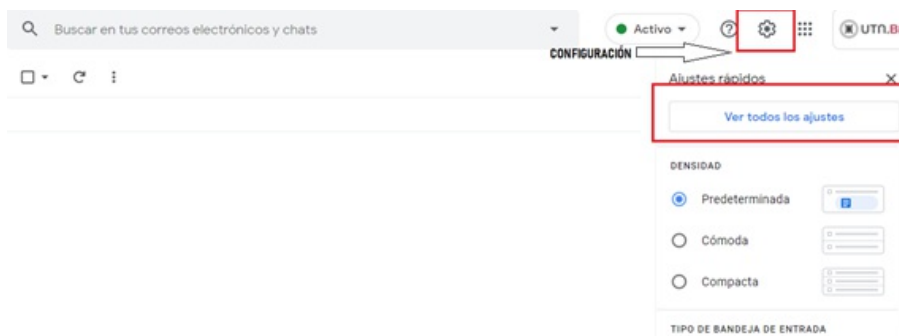 Buscar en tus correos electrónicos y chats
Activo
UTN.B
CONFIGURACIÓN
Ajustes rápidos
Ver todos los ajustes
DENSIDAD
Predeterminada
Cómoda
Compacta
TIPO DE BANDEJA DE ENTRADA